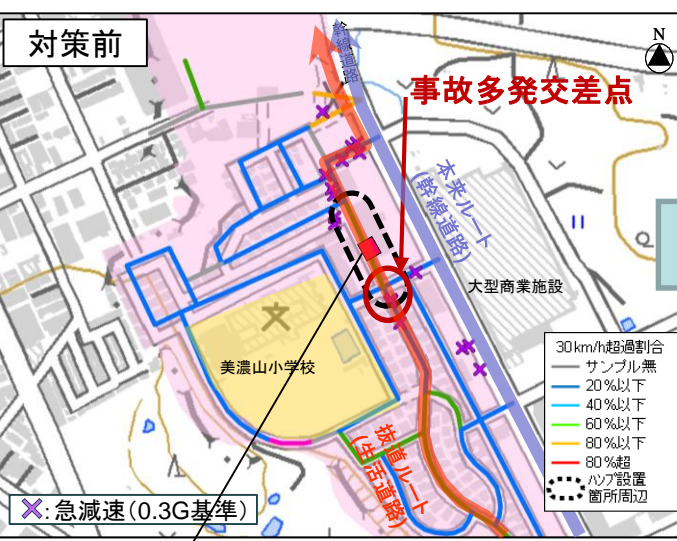 対策前
幹線道路
N
事故多発交差点
本来ルート
(幹線道路)
大型商業施設
美濃山小学校
抜道ルート
(生活道路)
30km/h超過割合
サンプル無
20%以下
40%以下
60%以下
80%以下
80%超
ハンプ設置
箇所周辺
×:急減速(0.3G基準)